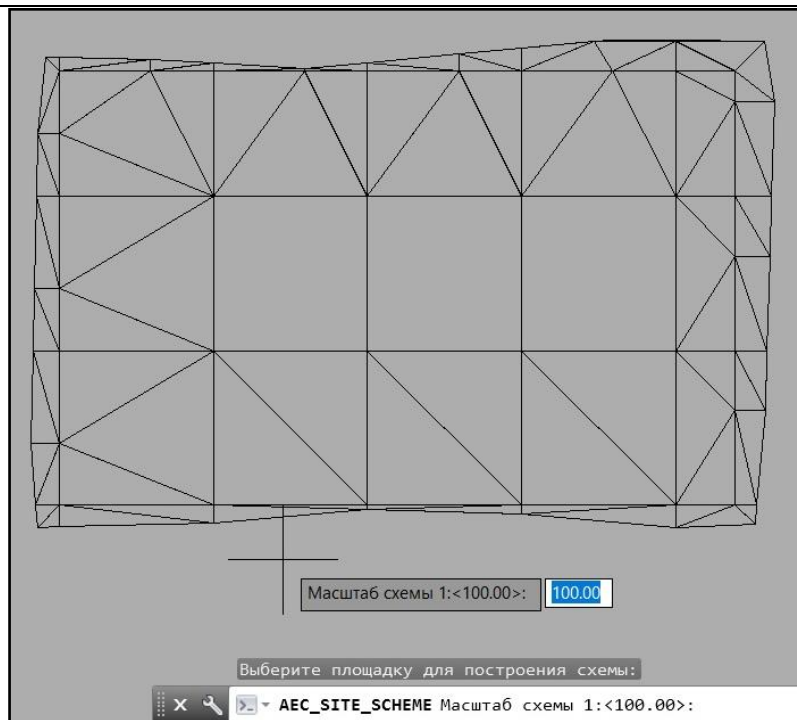 Масштаб схемы 1:<100.00>: 100.00
Выберите площадку для построения схемы:
AEC_SITE_SCHEME Масштаб схемы 1:<100.00>: